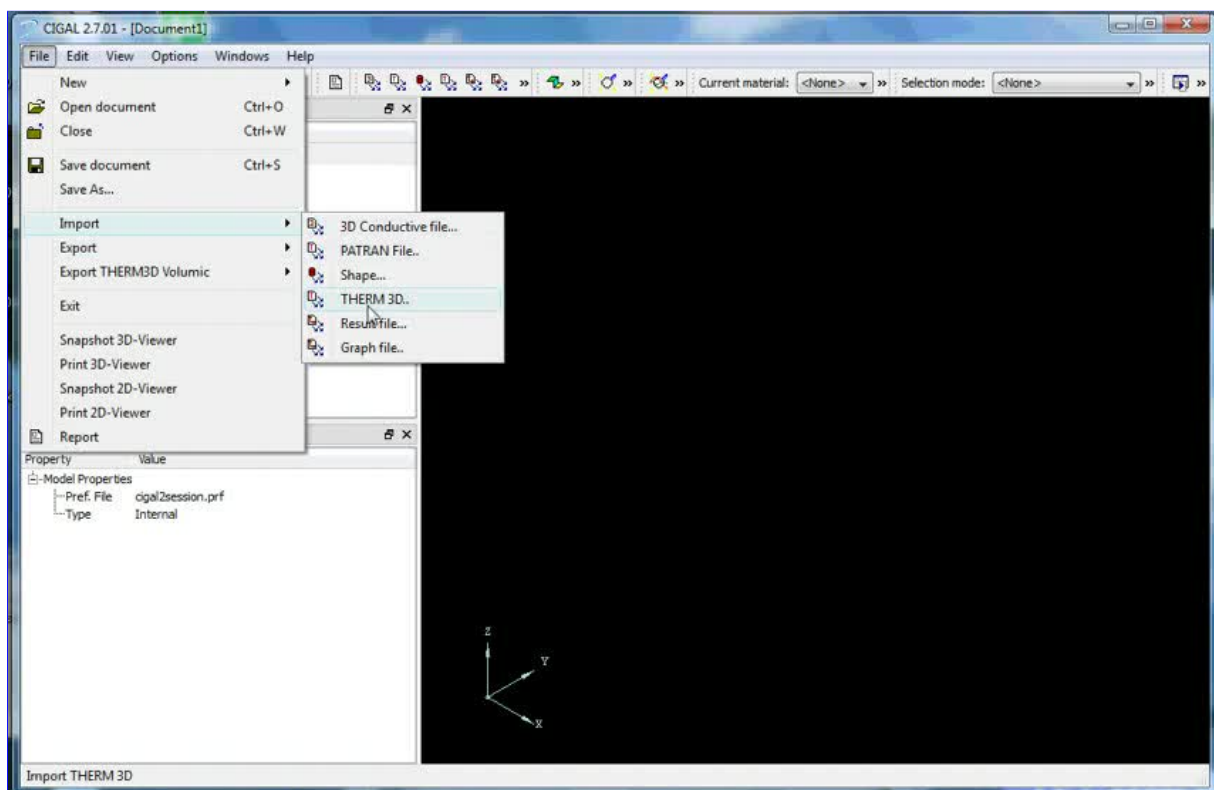 CIGAL 2.7.01 - [Document1]
File Edit View Options Windows Help
Current material: <None> Selection mode: <None>
New
Open document Ctrl+O
Close Ctrl+W
Save document Ctrl+S
Save As...
Import
Export
Export THERM3D Volumic
Exit
Snapshot 3D-Viewer
Print 3D-Viewer
Snapshot 2D-Viewer
Print 2D-Viewer
Report
3D Conductive file...
PATRAN File..
Shape...
THERM 3D..
Result file...
Graph file..
Property Value
Model Properties
Pref. File cigal2session.prf
Type Internal
Z
Y
X
Import THERM 3D